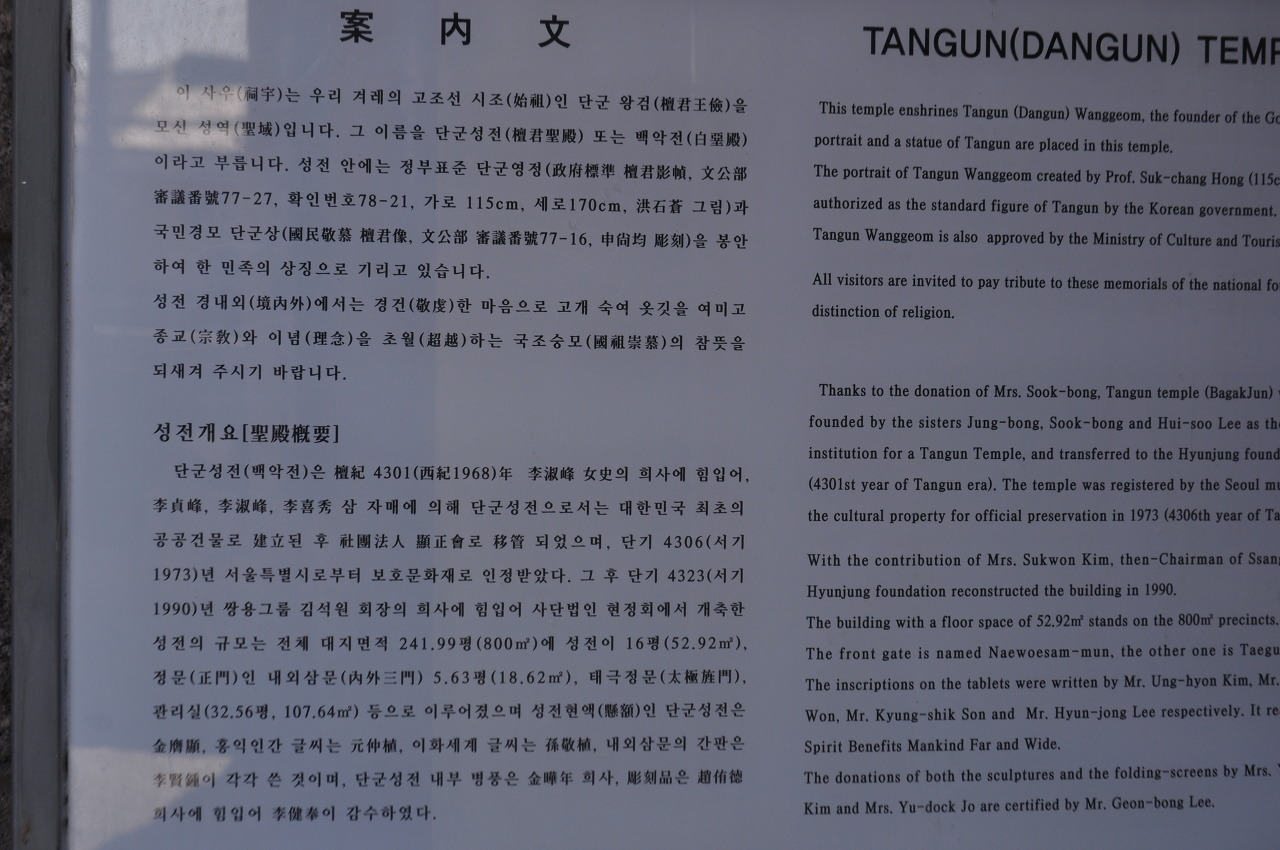 案 内 文
이 사우(祠宇)는 우리 겨레의 고조선 시조(始祖)인 단군 왕검(檀君王儉)을
모신 성역(聖域)입니다. 그 이름을 단군성전(檀君聖殿) 또는 백악전(白堊殿)
이라고 부릅니다. 성전 안에는 정부표준 단군영정(政府標準 檀君影幀, 文公部
審議番號77-27, 확인번호78-21, 가로 115cm, 세로170cm, 洪石蒼 그림)과
국민경모 단군상(國民敬慕 檀君像, 文公部 審議番號77-16, 申尙均 彫刻)을 봉안
하여 한 민족의 상징으로 기리고 있습니다.
성전 경내외(境內外)에서는 경건(敬虔)한 마음으로 고개 숙여 옷깃을 여미고
종교(宗敎)와 이념(理念)을 초월(超越)하는 국조숭모(國祖崇慕)의 참뜻을
되새겨 주시기 바랍니다.
성전개요[聖殿槪要]
단군성전(백악전)은 檀紀 4301(西紀1968)年 李淑峰 女史의 희사에 힘입어,
李貞峰, 李淑峰, 李喜秀 삼 자매에 의해 단군성전으로서는 대한민국 최초의
공공건물로 建立된 후 社團法人 顯正會로 移管 되었으며, 단기 4306(서기
1973)년 서울특별시로부터 보호문화재로 인정받았다. 그 후 단기 4323(서기
1990)년 쌍용그룹 김석원 회장의 희사에 힘입어 사단법인 현정회에서 개축한
성전의 규모는 전체 대지면적 241.99평(800㎡)에 성전이 16평(52.92㎡),
정문(正門)인 내외삼문(內外三門) 5.63평(18.62㎡), 태극정문(太極旌門),
관리실(32.56평, 107.64㎡) 등으로 이루어졌으며 성전현액(懸額)인 단군성전은
金膺顯, 홍익인간 글씨는 元仲植, 이화세계 글씨는 孫敬植, 내외삼문의 간판은
李賢鍾이 각각 쓴 것이며, 단군성전 내부 병풍은 金曄年 희사, 彫刻品은 趙侑德
희사에 힘입어 李健奉이 감수하였다.
TANGUN(DANGUN) TEMP
This temple enshrines Tangun (Dangun) Wanggeom, the founder of the Go
portrait and a statue of Tangun are placed in this temple.
The portrait of Tangun Wanggeom created by Prof. Suk-chang Hong (115c
authorized as the standard figure of Tangun by the Korean government.
Tangun Wanggeom is also approved by the Ministry of Culture and Touris
All visitors are invited to pay tribute to these memorials of the national fo
distinction of religion.
Thanks to the donation of Mrs. Sook-bong, Tangun temple (BagakJun)
founded by the sisters Jung-bong, Sook-bong and Hui-soo Lee as the
institution for a Tangun Temple, and transferred to the Hyunjung found
(4301st year of Tangun era). The temple was registered by the Seoul mu
the cultural property for official preservation in 1973 (4306th year of Ta
With the contribution of Mrs. Sukwon Kim, then-Chairman of Ssang
Hyunjung foundation reconstructed the building in 1990.
The building with a floor space of 52.92㎡ stands on the 800㎡ precincts.
The front gate is named Naewoesam-mun, the other one is Taegu
The inscriptions on the tablets were written by Mr. Ung-hyon Kim, Mr.
Won, Mr. Kyung-shik Son and Mr. Hyun-jong Lee respectively. It re
Spirit Benefits Mankind Far and Wide.
The donations of both the sculptures and the folding-screens by Mrs. Y
Kim and Mrs. Yu-dock Jo are certified by Mr. Geon-bong Lee.